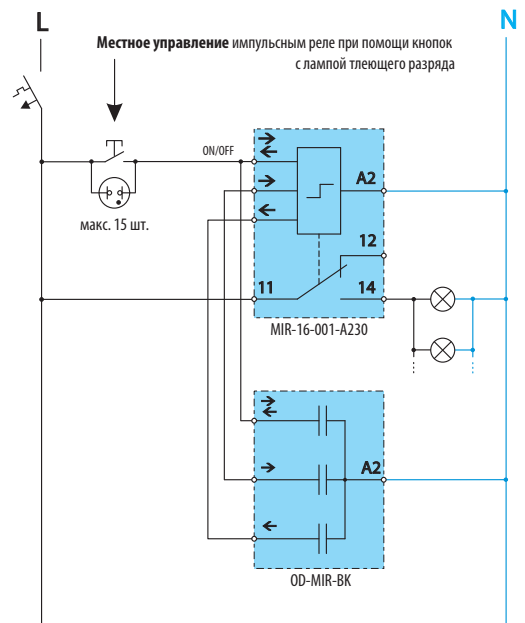 L
N
Местное управление импульсным реле при помощи кнопок
с лампой тлеющего разряда
ON/OFF
A2
макс. 15 шт.
12
11
14
MIR-16-001-A230
A2
OD-MIR-BK